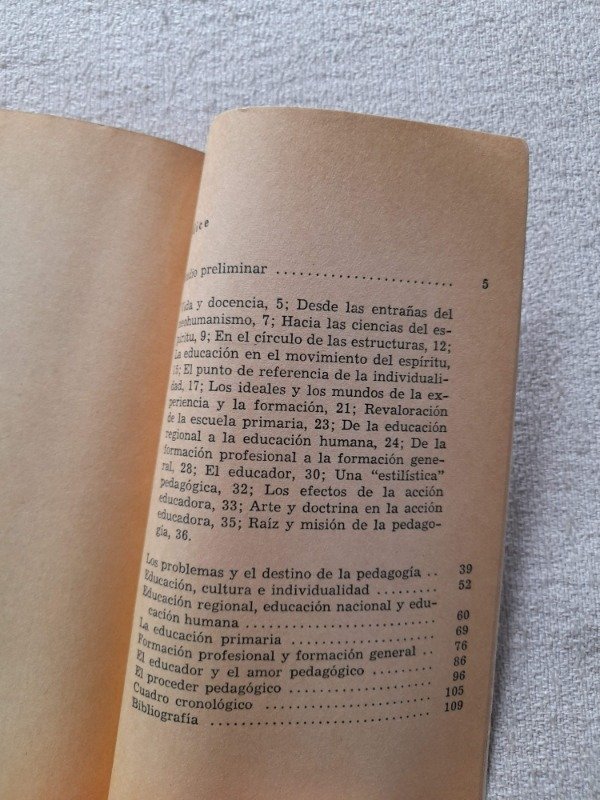 ice
udio preliminar .......................... 5
ida y docencia, 5; Desde las entrañas del
neohumanismo, 7; Hacia las ciencias del es-
píritu, 9; En el círculo de las estructuras, 12;
La educación en el movimiento del espíritu,
15; El punto de referencia de la individuali-
dad, 17; Los ideales y los mundos de la ex-
periencia y la formación, 21; Revaloración
de la escuela primaria, 23; De la educación
regional a la educación humana, 24; De la
formación profesional a la formación gene-
ral, 28; El educador, 30; Una "estilística"
pedagógica, 32; Los efectos de la acción
educadora, 33; Arte y doctrina en la acción
educadora, 35; Raíz y misión de la pedago-
gía, 36.
Los problemas y el destino de la pedagogía .. 39
Educación, cultura e individualidad ......... 52
Educación regional, educación nacional y edu-
cación humana ......................... 60
La educación primaria ..................... 69
Formación profesional y formación general .. 76
El educador y el amor pedagógico .......... 86
El proceder pedagógico .................... 96
Cuadro cronológico ........................ 105
Bibliografía .............................. 109